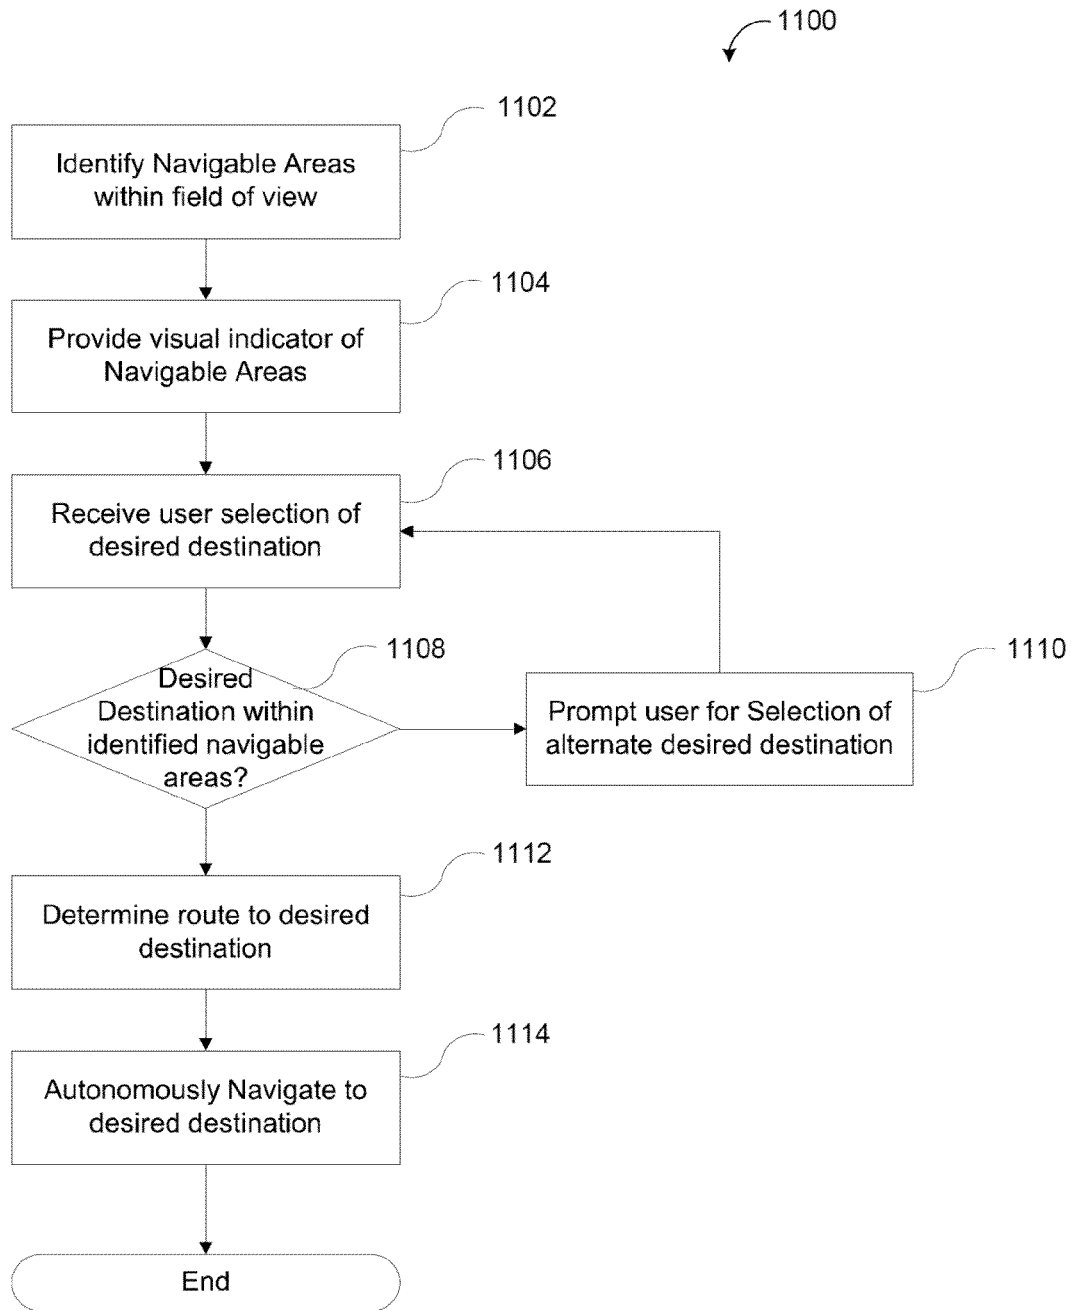 1100
1102
Identify Navigable Areas
within field of view
1104
Provide visual indicator of
Navigable Areas
1106
Receive user selection of
desired destination
1108
Desired
Destination within
identified navigable
areas?
1110
Prompt user for Selection of
alternate desired destination
1112
Determine route to desired
destination
1114
Autonomously Navigate to
desired destination
End